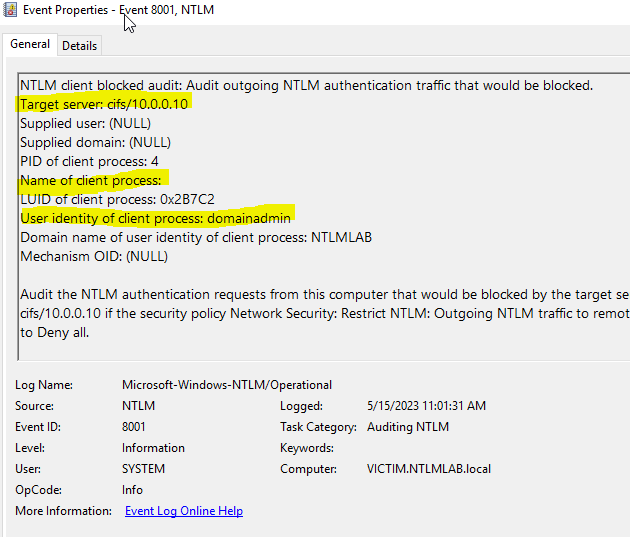 Event Properties - Event 8001, NTLM
General Details
NTLM client blocked audit: Audit outgoing NTLM authentication traffic that would be blocked.
Target server: cifs/10.0.0.10
Supplied user: (NULL)
Supplied domain: (NULL)
PID of client process: 4
Name of client process:
LUID of client process: 0x2B7C2
User identity of client process: domainadmin
Domain name of user identity of client process: NTLMLAB
Mechanism OID: (NULL)
Audit the NTLM authentication requests from this computer that would be blocked by the target se
cifs/10.0.0.10 if the security policy Network Security: Restrict NTLM: Outgoing NTLM traffic to remot
to Deny all.
Log Name: Microsoft-Windows-NTLM/Operational
Source: NTLM Logged: 5/15/2023 11:01:31 AM
Event ID: 8001 Task Category: Auditing NTLM
Level: Information Keywords:
User: SYSTEM Computer: VICTIM.NTLMLAB.local
OpCode: Info
More Information: Event Log Online Help